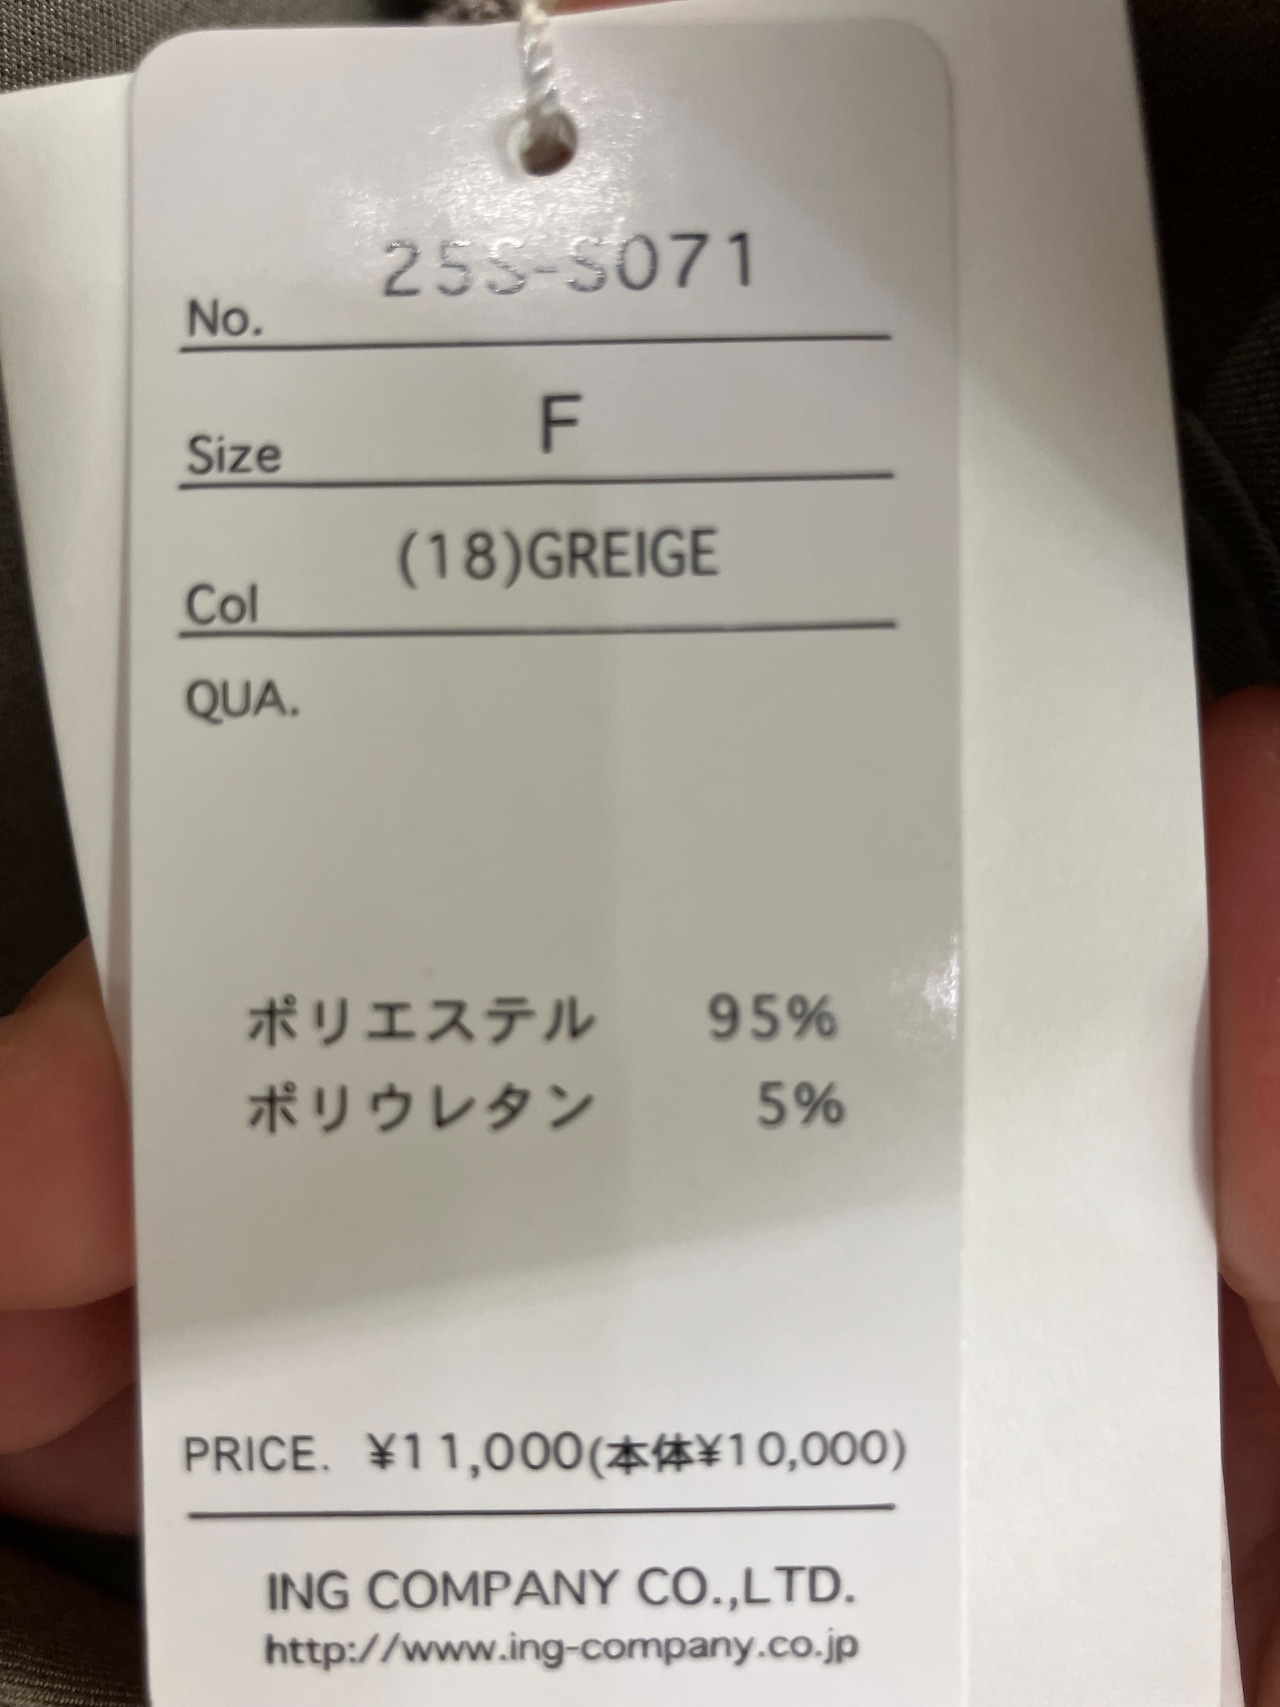 25S-S071
No.
F
Size
(18)GREIGE
Col
QUA.
ポリエステル 95%
ポリウレタン 5%
PRICE. ¥11,000(本体¥10,000)
ING COMPANY CO.,LTD.
http://www.ing-company.co.jp